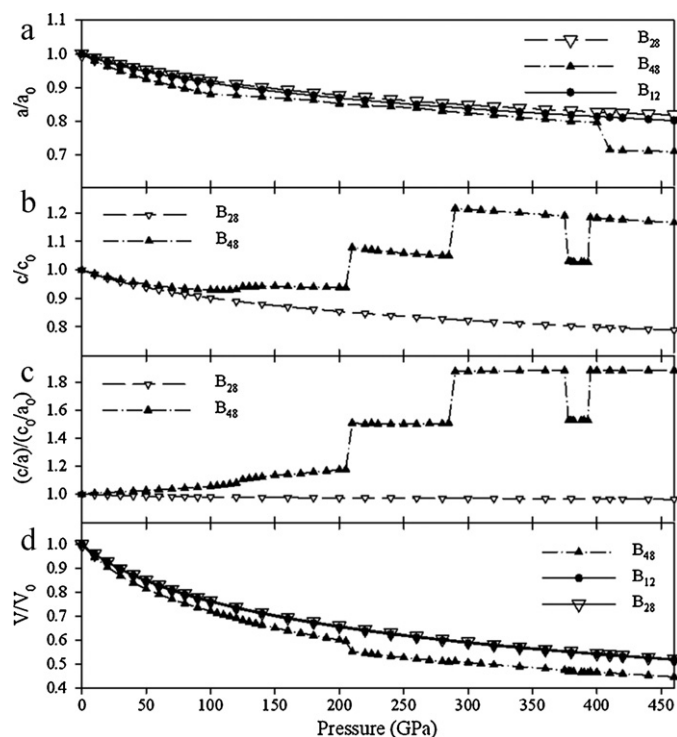 a
1.1
1.0
0.9
0.8
0.7
a/a₀
B₂₈
B₄₈
B₁₂
b
1.2
1.0
0.9
0.8
c/c₀
B₂₈
B₄₈
c
1.8
1.6
1.4
1.2
1.0
(c/a)/(c₀/a₀)
B₂₈
B₄₈
d
1.0
0.9
0.8
0.7
0.6
0.5
0.4
V/V₀
B₄₈
B₁₂
B₂₈
0 50 100 150 200 250 300 350 400 450
Pressure (GPa)